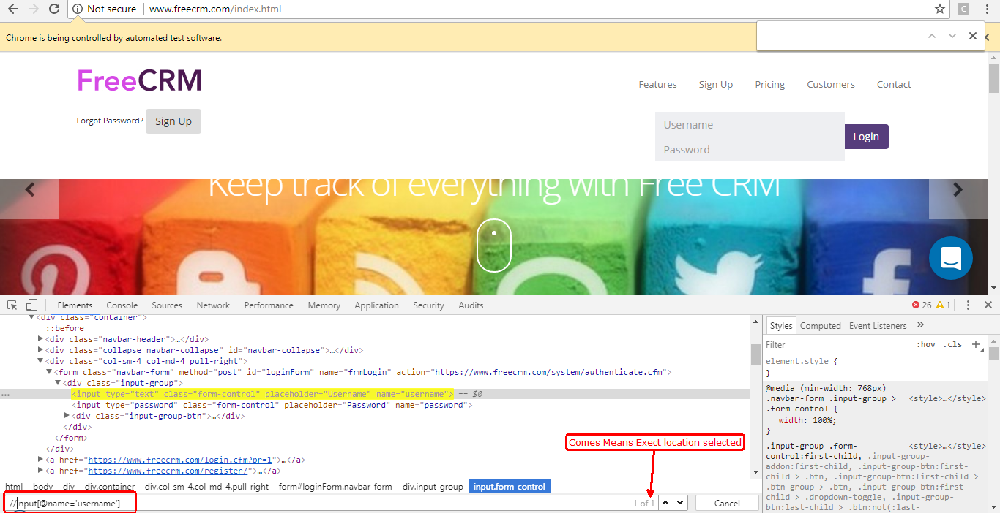 Not secure | www.freecrm.com/index.html
C
Chrome is being controlled by automated test software.
FreeCRM
Features Sign Up Pricing Customers Contact
Forgot Password? Sign Up
Username
Password
Login
Keep track of everything with Free CRM
Elements Console Sources Network Performance Memory Application Security Audits
26 1
<div class="container">
::before
<div class="navbar-header">…</div>
<div class="collapse navbar-collapse" id="navbar-collapse">…</div>
<div class="col-sm-4 col-md-4 pull-right">
<form class="navbar-form" method="post" id="loginForm" name="frmLogin" action="https://www.freecrm.com/system/authenticate.cfm">
<div class="input-group">
... <input type="text" class="form-control" placeholder="Username" name="username"> == $0
<input type="password" class="form-control" placeholder="Password" name="password">
<div class="input-group-btn">…</div>
</div>
</form>
</div>
<a href="https://www.freecrm.com/login.cfm?pr=1">…</a>
<a href="https://www.freecrm.com/register/">…</a>
Comes Means Exect location selected
html body div div.container div.col-sm-4.col-md-4.pull-right form#loginForm.navbar-form div.input-group input.form-control
//input[@name='username']
1 of 1
Cancel
Styles Computed Event Listeners »
Filter :hov .cls +
element.style {
}
@media (min-width: 768px)
.navbar-form .input-group > <style>…</style>
.form-control {
width: 100%;
}
.input-group .form- <style>…</style>
control:first-child, .input-group-
addon:first-child, .input-group-btn:first-
child > .btn, .input-group-btn:first-child >
.btn-group > .btn, .input-group-btn:first-
child > .dropdown-toggle, .input-group-
btn:last-child > .btn:not(:last-